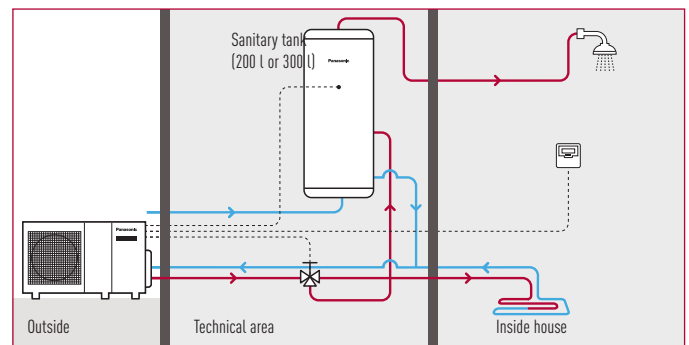 Sanitary tank
(200 l or 300 l)
Panasonic
Panasonic
Outside
Technical area
Inside house